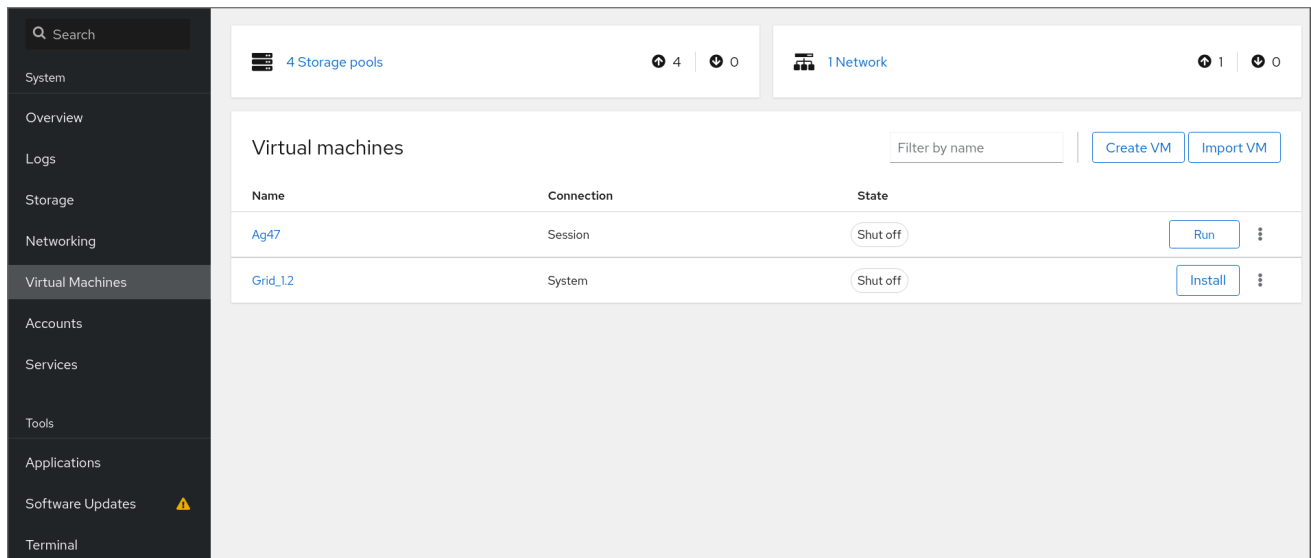 Search
System
Overview
Logs
Storage
Networking
Virtual Machines
Accounts
Services
Tools
Applications
Software Updates
Terminal
4 Storage pools 4 0
1 Network 1 0
Virtual machines Filter by name Create VM Import VM
Name Connection State
Ag47 Session Shut off Run
Grid_1.2 System Shut off Install